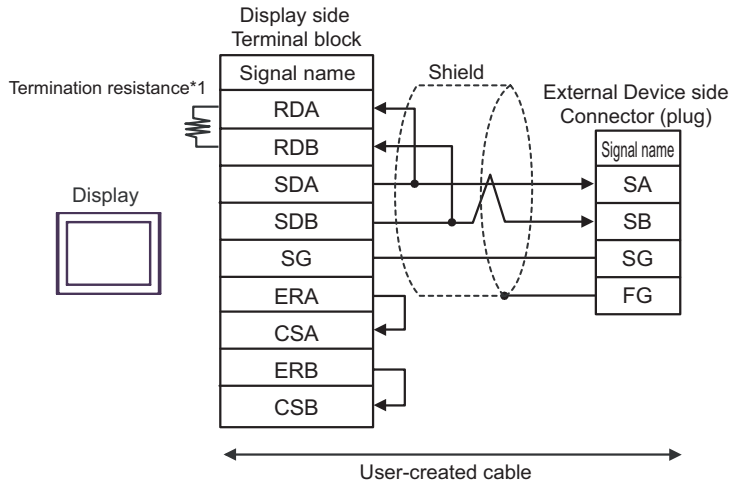 Display side
Terminal block
Signal name
Shield
Termination resistance*1
External Device side
Connector (plug)
RDA
RDB
Signal name
SDA
SA
Display
SDB
SB
SG
SG
ERA
FG
CSA
ERB
CSB
User-created cable